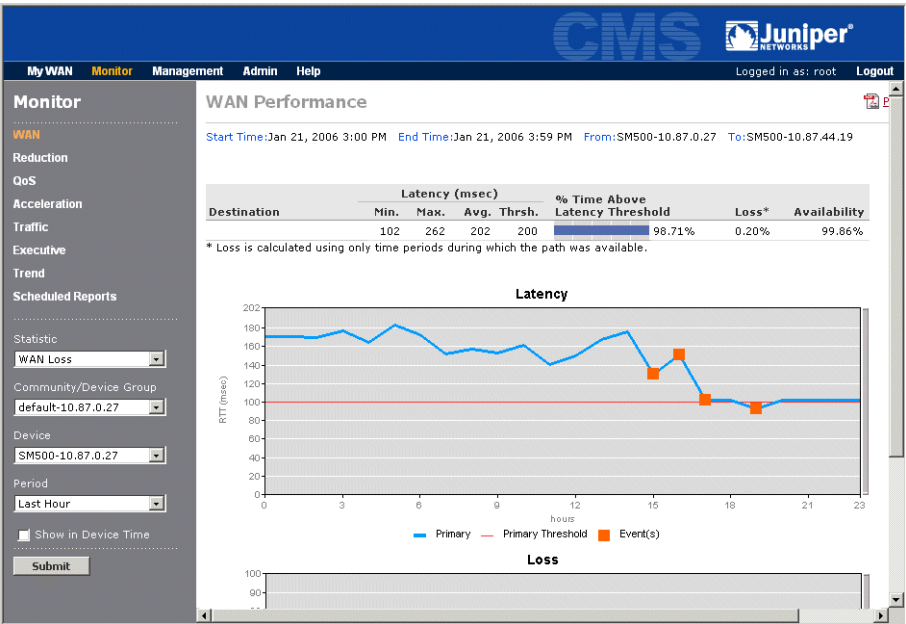 CMS
Juniper®
NETWORKS
My WAN Monitor Management Admin Help Logged in as: root Logout
Monitor
WAN
Reduction
QoS
Acceleration
Traffic
Executive
Trend
Scheduled Reports
Statistic
WAN Loss
Community/Device Group
default-10.87.0.27
Device
SM500-10.87.0.27
Period
Last Hour
Show in Device Time
Submit
WAN Performance
P
Start Time:Jan 21, 2006 3:00 PM End Time:Jan 21, 2006 3:59 PM From:SM500-10.87.0.27 To:SM500-10.87.44.19
Latency (msec) % Time Above
Destination Min. Max. Avg. Thrsh. Latency Threshold Loss* Availability
102 262 202 200 98.71% 0.20% 99.86%
* Loss is calculated using only time periods during which the path was available.
Latency
202
180
160
140
120
100
80
60
40
20
0
RTT (msec)
0 3 6 9 12 15 18 21 23
hours
Primary Primary Threshold Event(s)
Loss
100
90